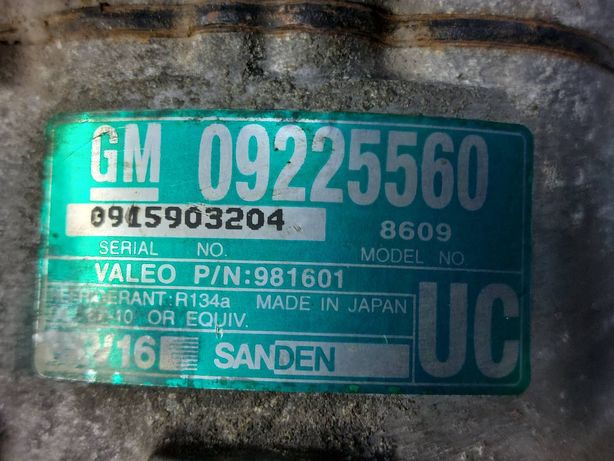 GM 09225560
0915903204 8609
SERIAL NO. MODEL NO.
VALEO P/N:981601
:R134a MADE IN JAPAN
OR EQUIV.
UC
SANDEN